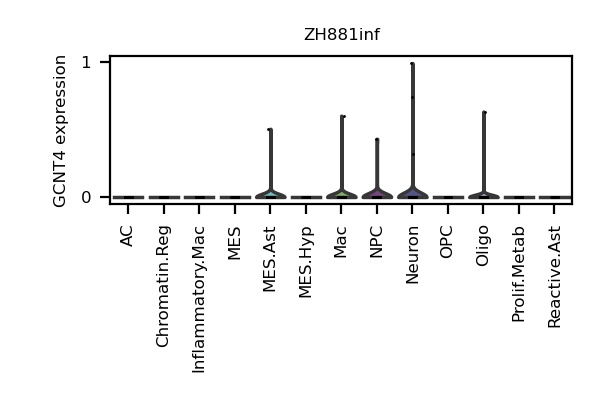 ZH881inf
GCNT4 expression
1
0
AC
Chromatin.Reg
Inflammatory.Mac
MES
MES.Ast
MES.Hyp
Mac
NPC
Neuron
OPC
Oligo
Prolif.Metab
Reactive.Ast